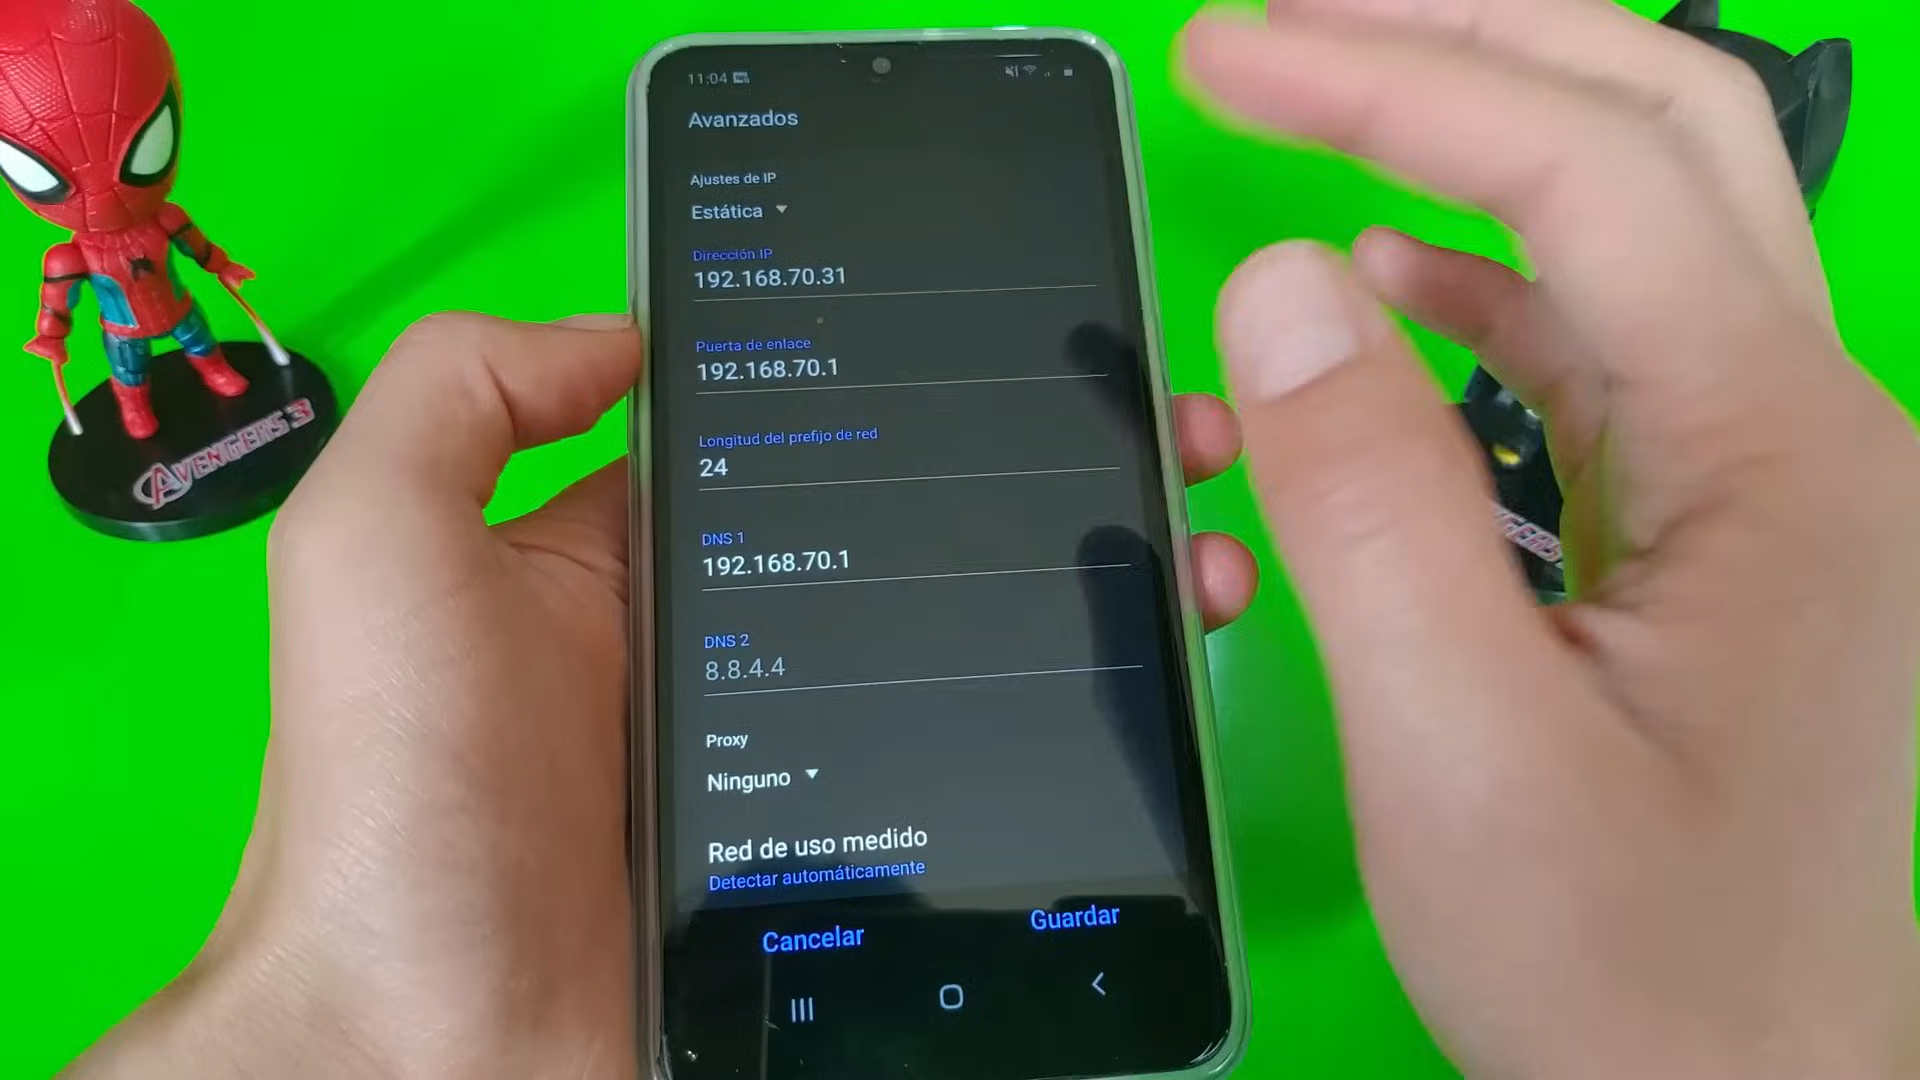 11:04
Avanzados
Ajustes de IP
Estática
Dirección IP
192.168.70.31
Puerta de enlace
192.168.70.1
Longitud del prefijo de red
24
DNS 1
192.168.70.1
DNS 2
8.8.4.4
Proxy
Ninguno
Red de uso medido
Detectar automáticamente
Cancelar
Guardar
AVENGERS 3